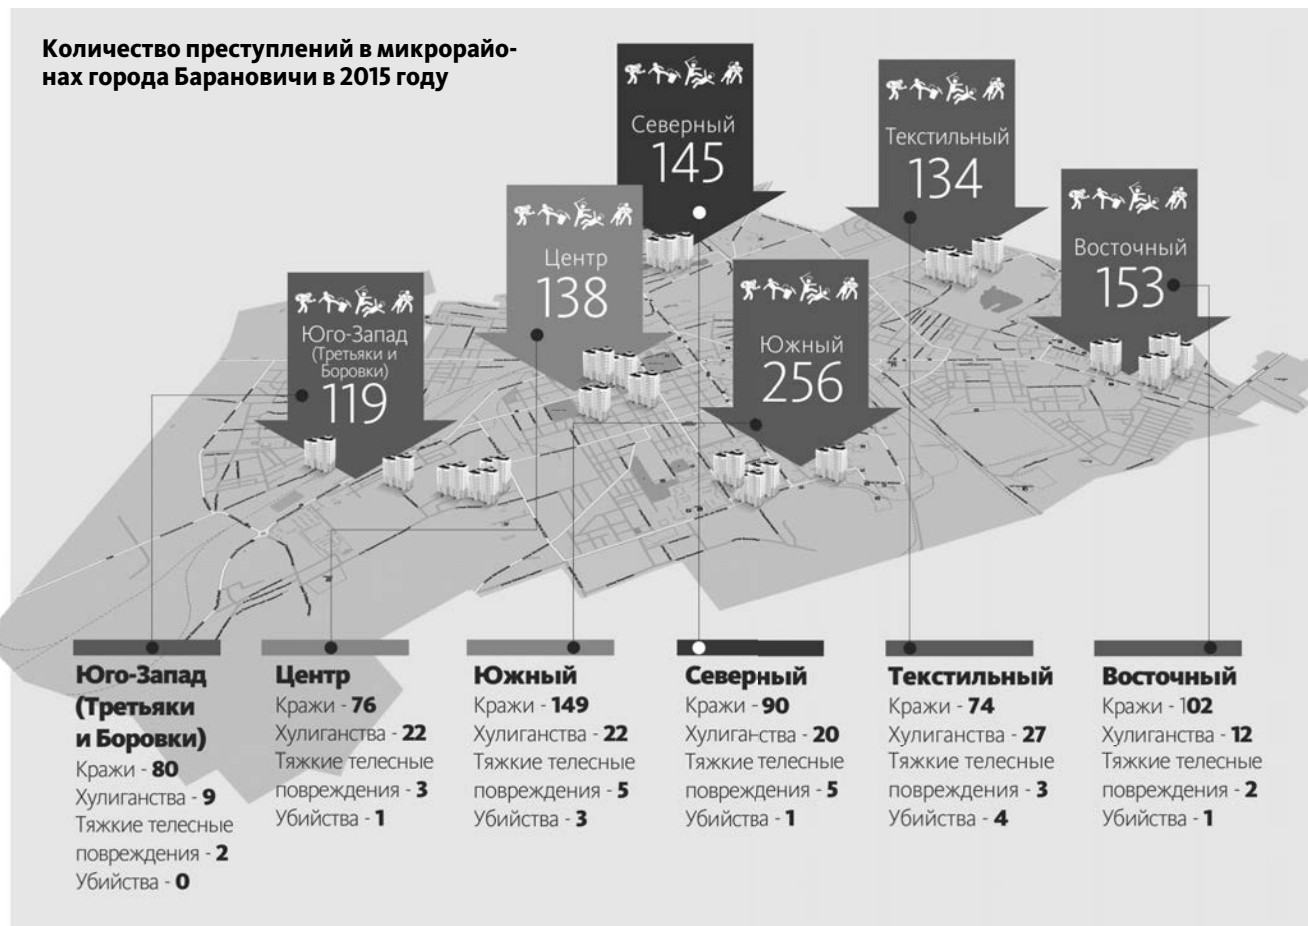 Количество преступлений в микрорайо-
нах города Барановичи в 2015 году
Северный
145
Текстильный
134
Центр
138
Восточный
153
Юго-Запад
(Третьяки и
Боровки)
119
Южный
256
Юго-Запад
(Третьяки
и Боровки)
Кражи - 80
Хулиганства - 9
Тяжкие телесные
повреждения - 2
Убийства - 0
Центр
Кражи - 76
Хулиганства - 22
Тяжкие телесные
повреждения - 3
Убийства - 1
Южный
Кражи - 149
Хулиганства - 22
Тяжкие телесные
повреждения - 5
Убийства - 3
Северный
Кражи - 90
Хулиганства - 20
Тяжкие телесные
повреждения - 5
Убийства - 1
Текстильный
Кражи - 74
Хулиганства - 27
Тяжкие телесные
повреждения - 3
Убийства - 4
Восточный
Кражи - 102
Хулиганства - 12
Тяжкие телесные
повреждения - 2
Убийства - 1